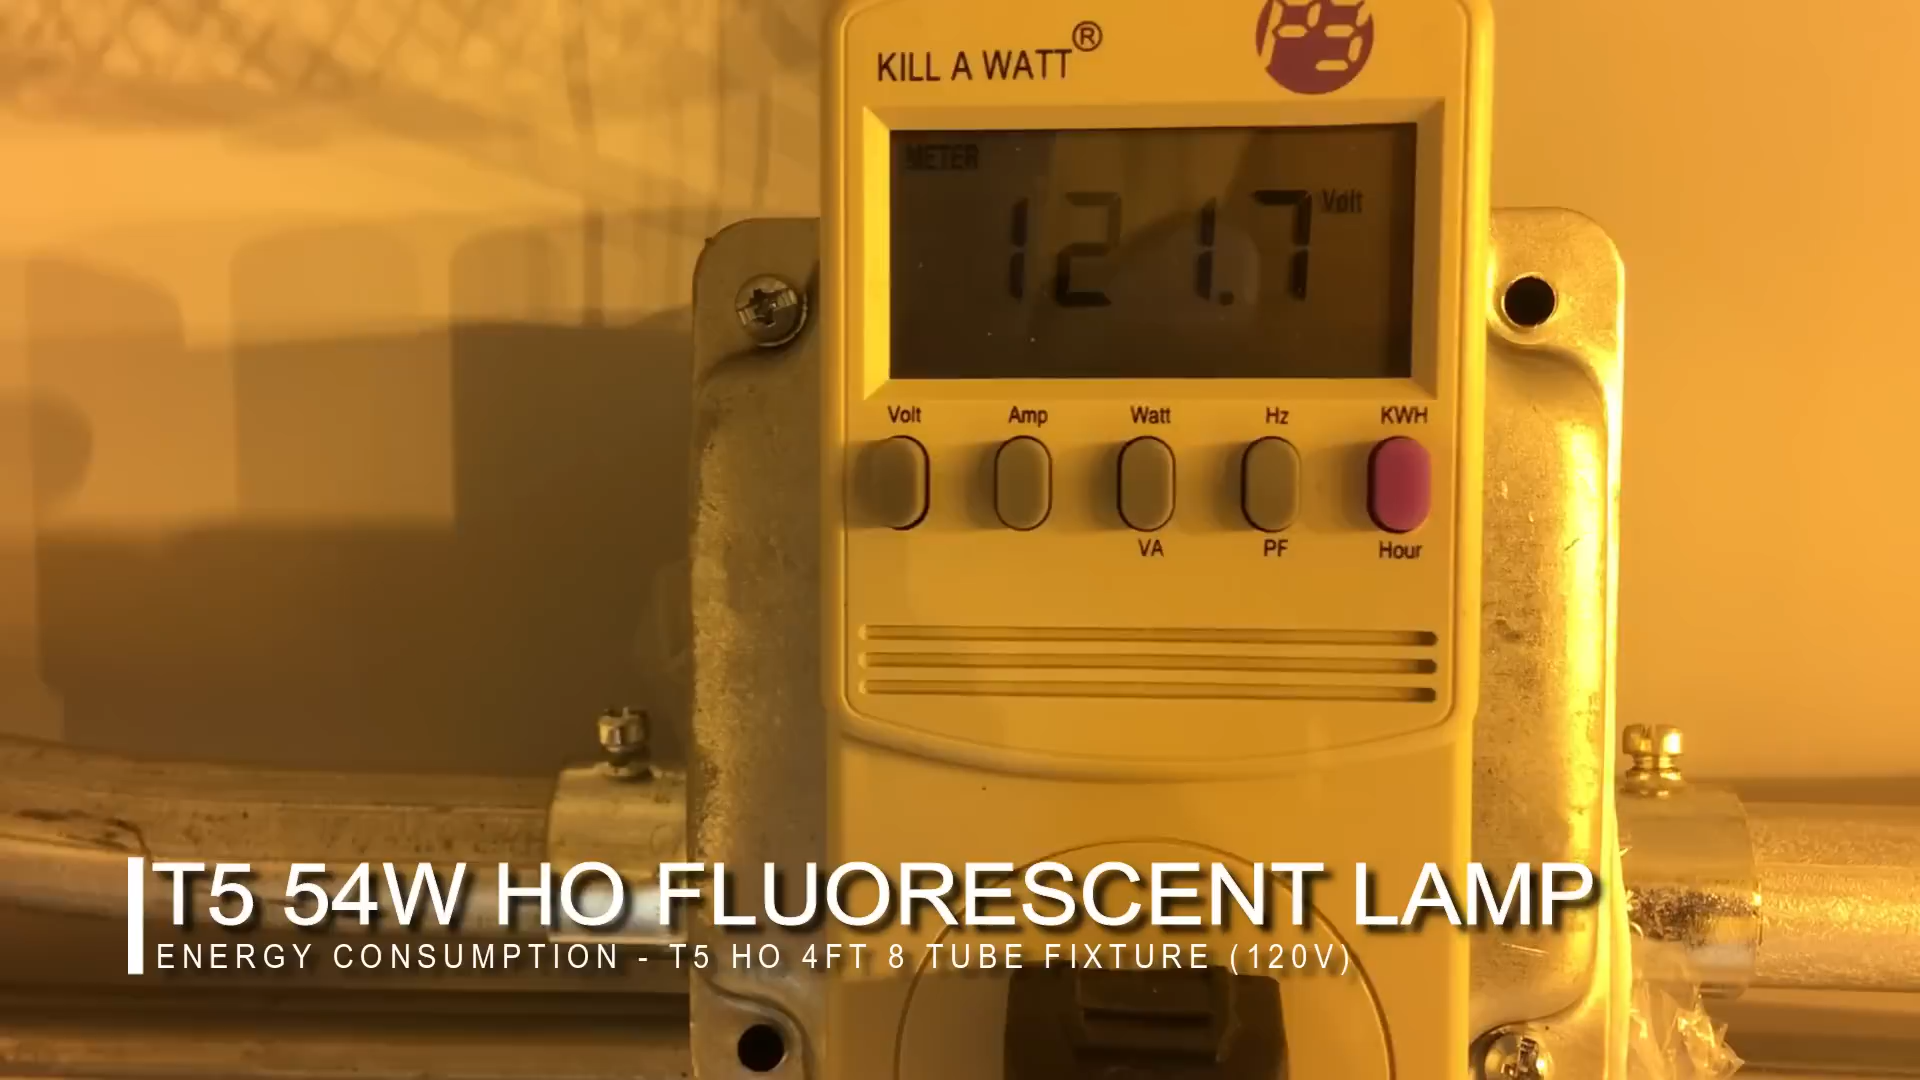 KILL A WATT®
P3
METER
121.7 Volt
Volt Amp Watt Hz KWH
VA PF Hour
T5 54W HO FLUORESCENT LAMP
ENERGY CONSUMPTION - T5 HO 4FT 8 TUBE FIXTURE (120V)